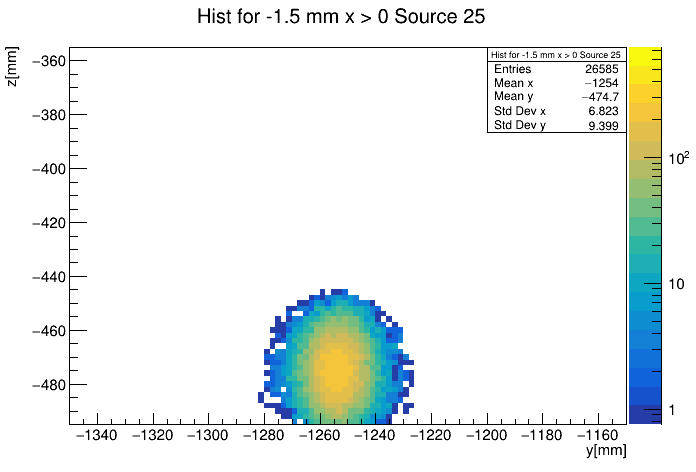 Hist for -1.5 mm x > 0 Source 25
z[mm]
Hist for -1.5 mm x > 0 Source 25
Entries 26585
Mean x −1254
Mean y −474.7
Std Dev x 6.823
Std Dev y 9.399
−360
−380
−400
−420
−440
−460
−480
10²
10
1
−1340 −1320 −1300 −1280 −1260 −1240 −1220 −1200 −1180 −1160
y[mm]